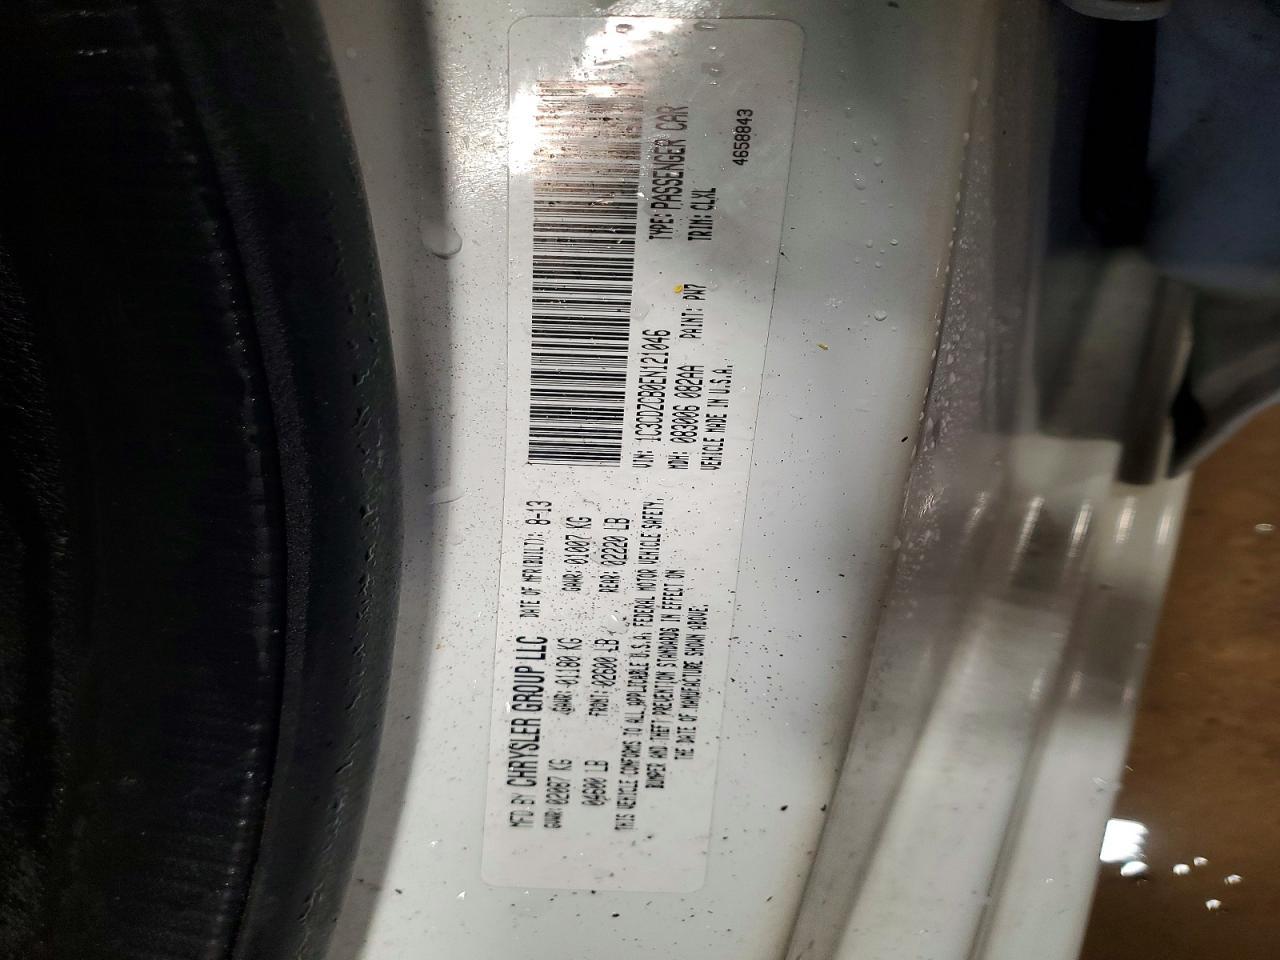 MFD BY CHRYSLER GROUP LLC DATE OF MFR(BUILT): 8-13
GVWR: 02087 KG GAWR: 01180 KG GAWR: 01007 KG
04600 LB FRONT: 02600 LB REAR: 02220 LB
THIS VEHICLE CONFORMS TO ALL APPLICABLE U.S.A. FEDERAL MOTOR VEHICLE SAFETY,
BUMPER AND THEFT PREVENTION STANDARDS IN EFFECT ON
THE DATE OF MANUFACTURE SHOWN ABOVE.
VIN: 1C3CDZCB0EN121046 TYPE: PASSENGER CAR
MDH: 083006 082AA PAINT: PW7 TRIM: CLXL
VEHICLE MADE IN U.S.A.
4658843